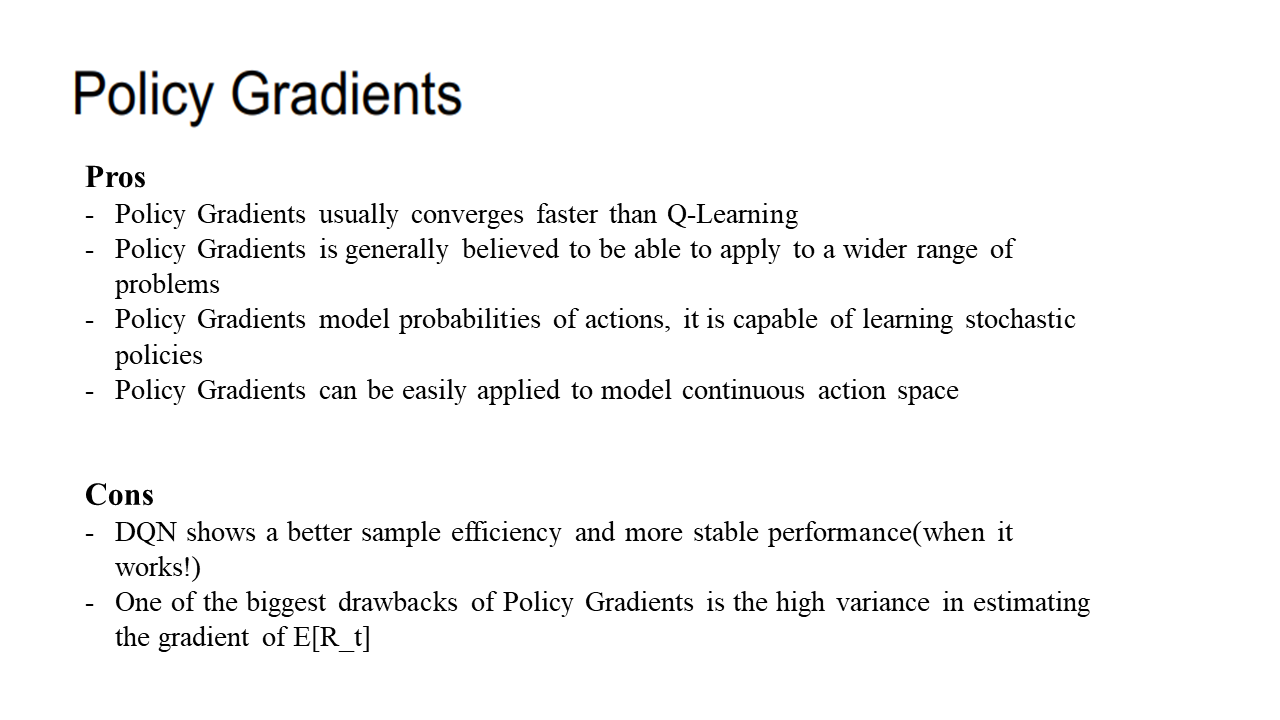 Policy Gradients
Pros
- Policy Gradients usually converges faster than Q-Learning
- Policy Gradients is generally believed to be able to apply to a wider range of
problems
- Policy Gradients model probabilities of actions, it is capable of learning stochastic
policies
- Policy Gradients can be easily applied to model continuous action space
Cons
- DQN shows a better sample efficiency and more stable performance(when it
works!)
- One of the biggest drawbacks of Policy Gradients is the high variance in estimating
the gradient of E[R_t]